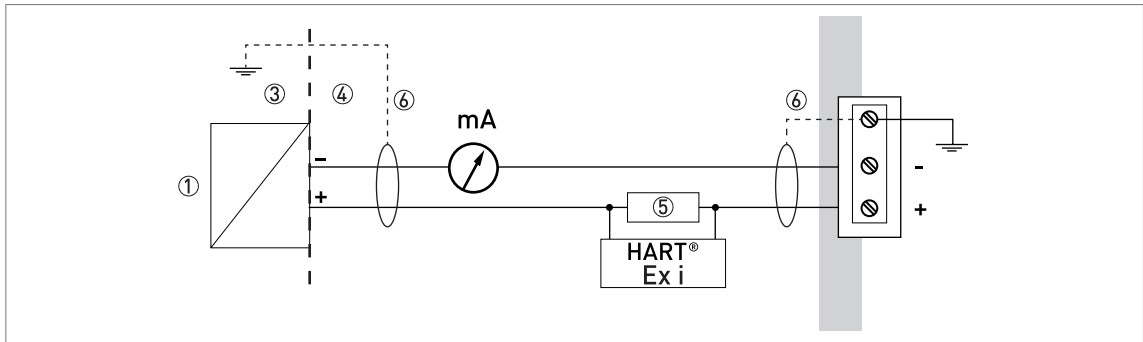 ③ ④ ⑥ ⑥
mA
① - -
+ ⑤ +
HART®
Ex i